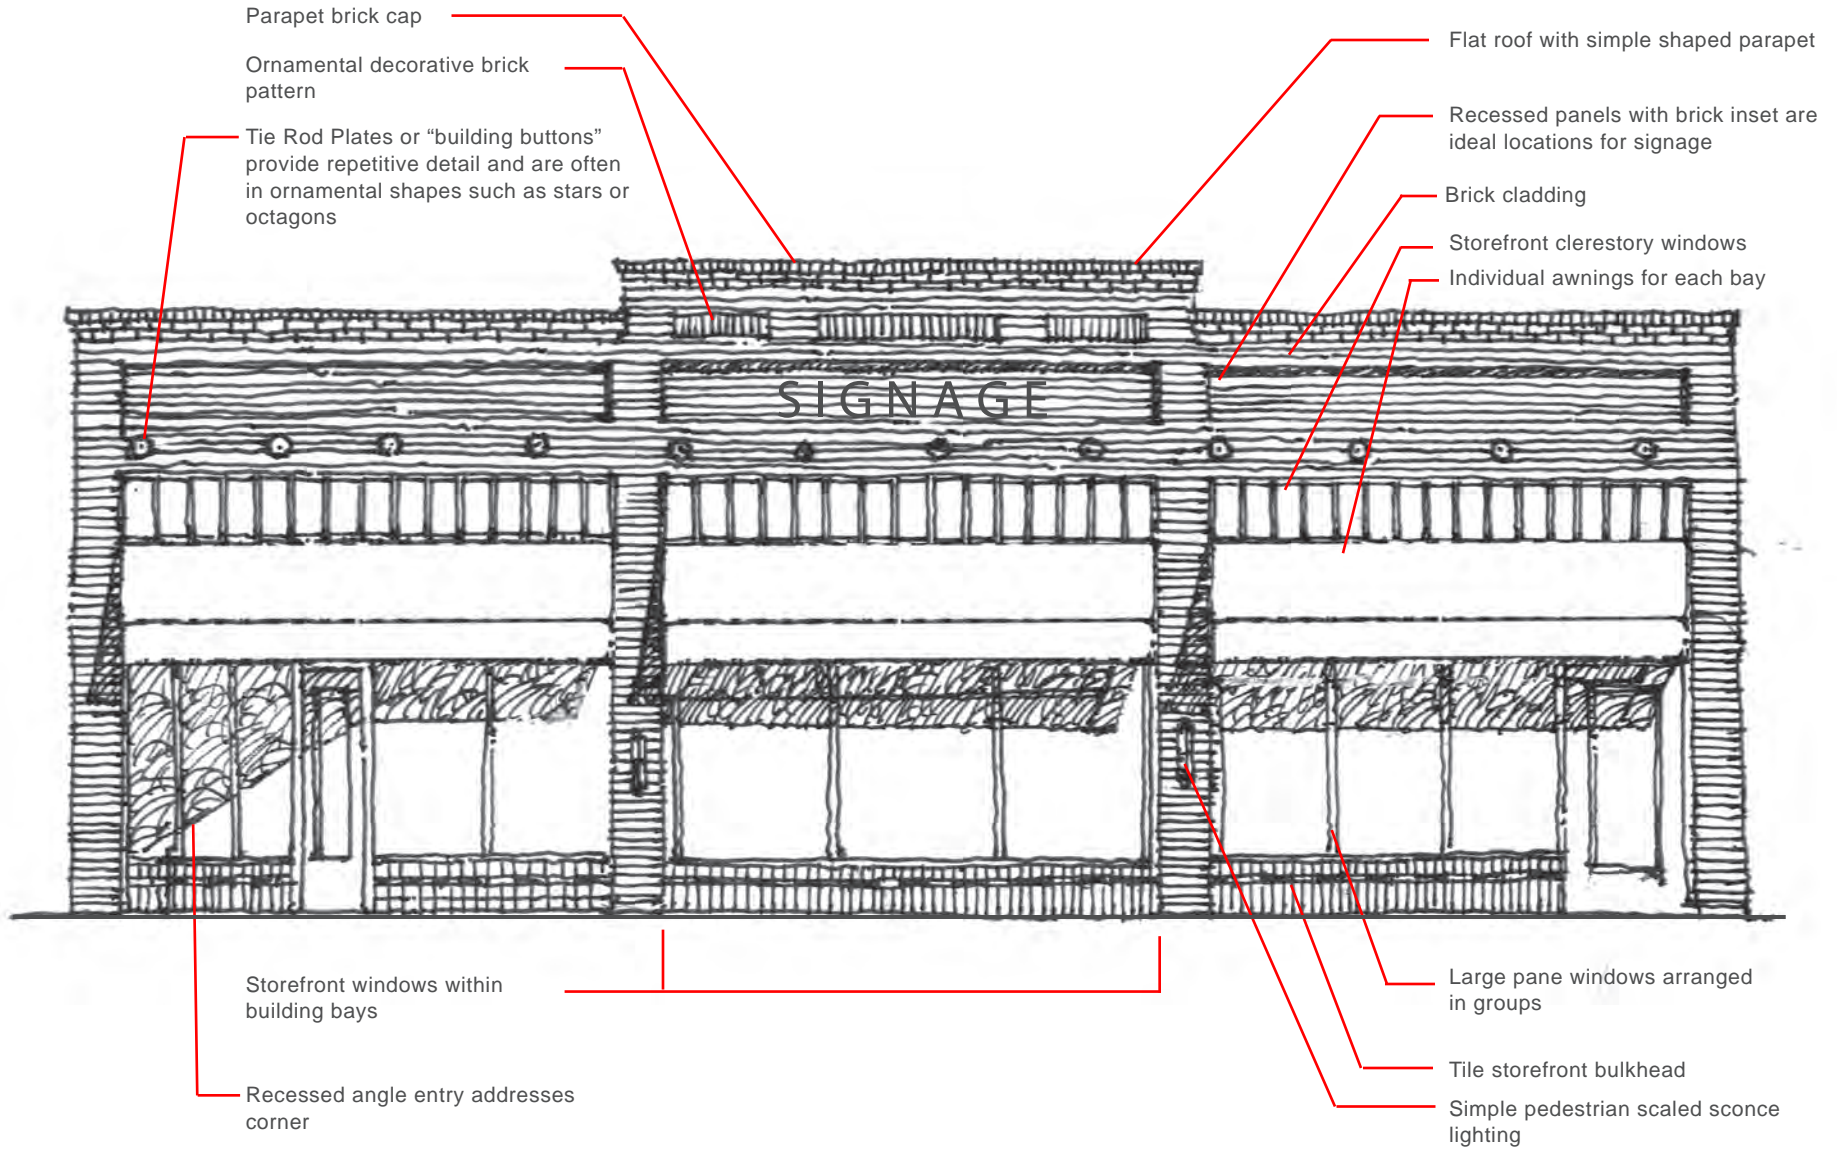 Parapet brick cap
Ornamental decorative brick
pattern
Tie Rod Plates or “building buttons”
provide repetitive detail and are often
in ornamental shapes such as stars or
octagons
Flat roof with simple shaped parapet
Recessed panels with brick inset are
ideal locations for signage
Brick cladding
Storefront clerestory windows
Individual awnings for each bay
SIGNAGE
Storefront windows within
building bays
Recessed angle entry addresses
corner
Large pane windows arranged
in groups
Tile storefront bulkhead
Simple pedestrian scaled sconce
lighting